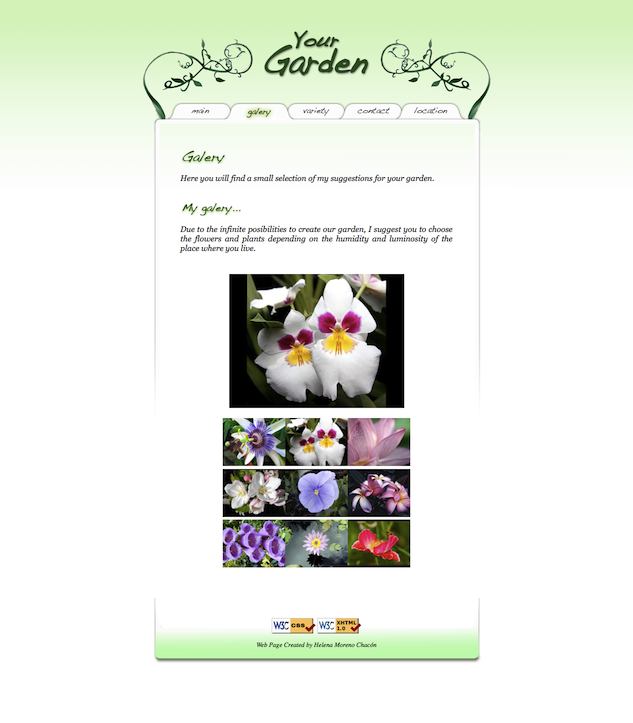 Your
Garden
main
galery
variety
contact
location
Galery
Here you will find a small selection of my suggestions for your garden.
My galery...
Due to the infinite posibilities to create our garden, I suggest you to choose
the flowers and plants depending on the humidity and luminosity of the
place where you live.
W3C CSS
W3C XHTML
1.0
Web Page Created by Helena Moreno Chacón